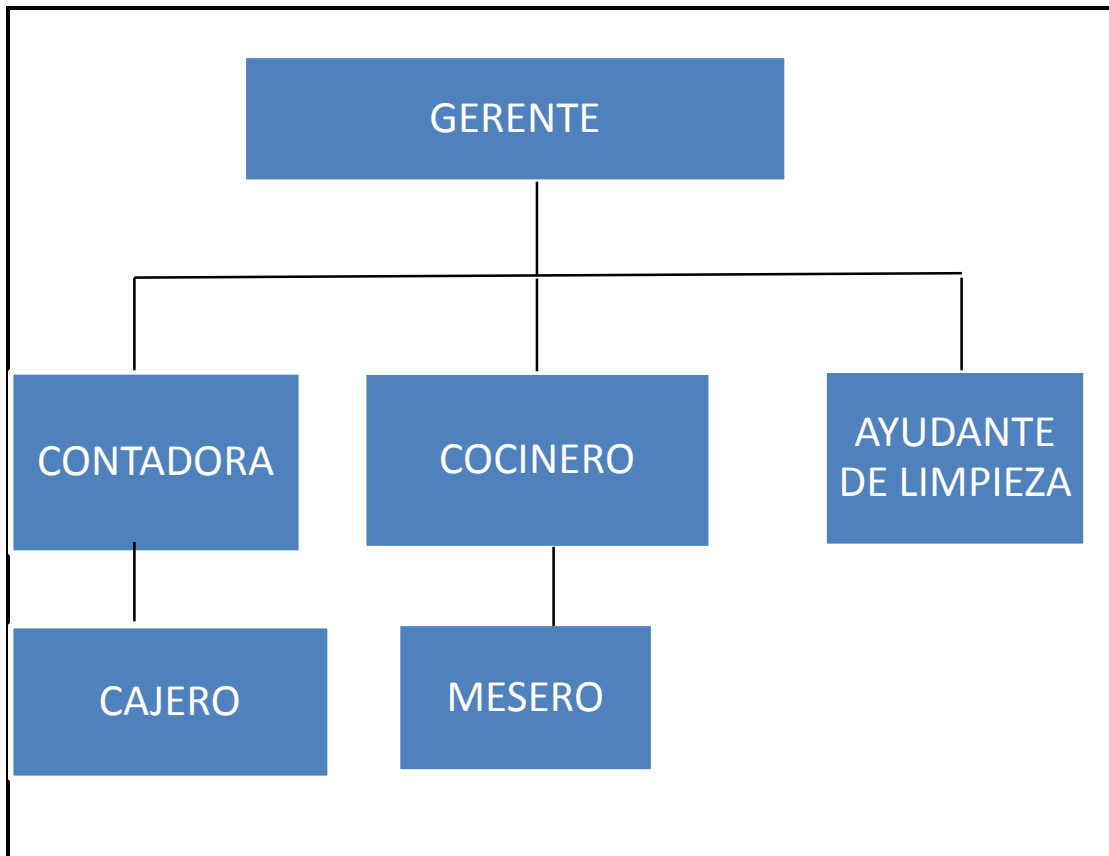 GERENTE
CONTADORA
COCINERO
AYUDANTE
DE LIMPIEZA
CAJERO
MESERO